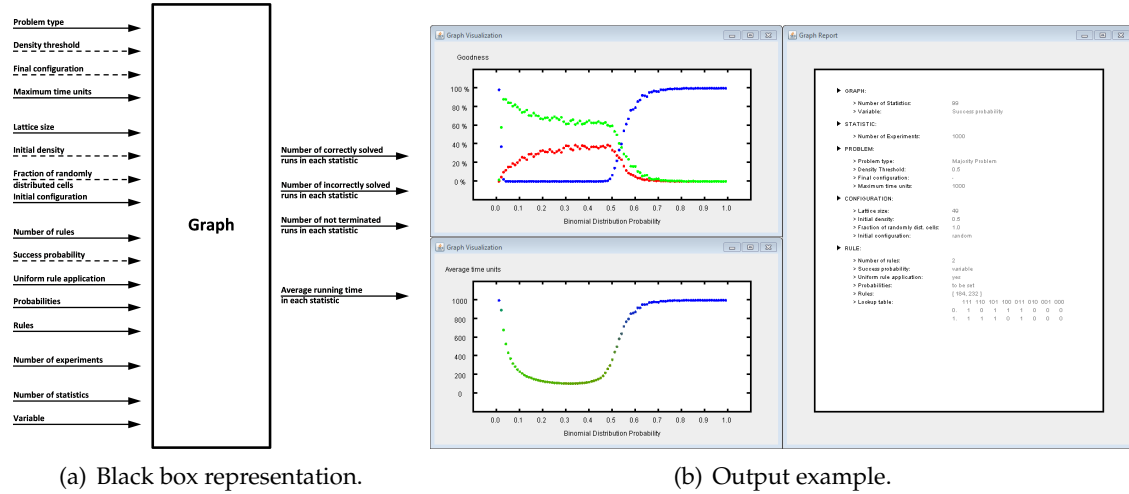 Problem type
Density threshold
Final configuration
Maximum time units
Lattice size
Initial density
Fraction of randomly
distributed cells
Initial configuration
Number of rules
Success probability
Uniform rule application
Probabilities
Rules
Number of experiments
Number of statistics
Variable
Graph
Number of correctly solved
runs in each statistic
Number of incorrectly solved
runs in each statistic
Number of not terminated
runs in each statistic
Average running time
in each statistic
(a) Black box representation.
Graph Visualization
Goodness
100 %
80 %
60 %
40 %
20 %
0 %
0.0 0.1 0.2 0.3 0.4 0.5 0.6 0.7 0.8 0.9 1.0
Binomial Distribution Probability
Graph Visualization
Average time units
1000
800
600
400
200
0
0.0 0.1 0.2 0.3 0.4 0.5 0.6 0.7 0.8 0.9 1.0
Binomial Distribution Probability
Graph Report
GRAPH:
> Number of Statistics: 99
> Variable: Success probability
STATISTIC:
> Number of Experiments: 1000
PROBLEM:
> Problem type: Majority Problem
> Density Threshold: 0.5
> Final configuration: -
> Maximum time units: 1000
CONFIGURATION:
> Lattice size: 49
> Initial density: 0.5
> Fraction of randomly dist. cells: 1.0
> Initial configuration: random
RULE:
> Number of rules: 2
> Success probability: variable
> Uniform rule application: yes
> Probabilities: to be set
> Rules: [ 184, 232 ]
> Lookup table:
111 110 101 100 011 010 001 000
0. 1 0 1 1 1 0 0 0
1. 1 1 1 0 1 0 0 0
(b) Output example.